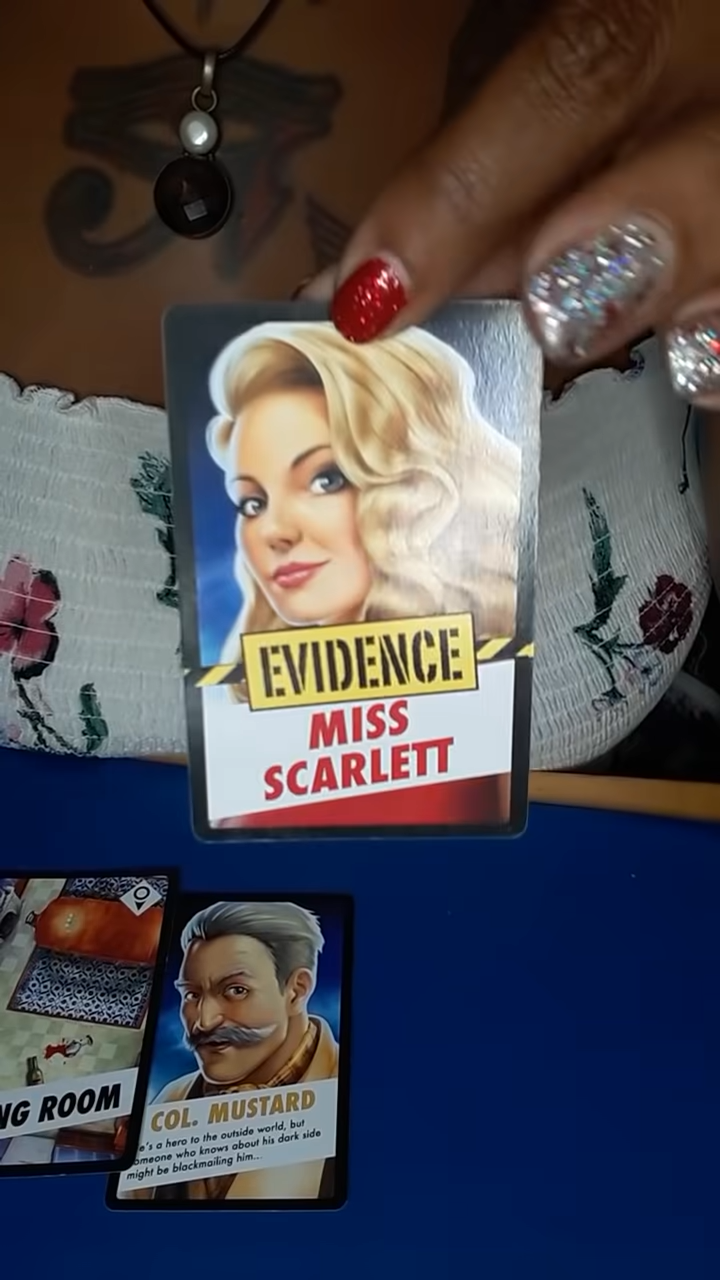 EVIDENCE
MISS
SCARLETT
NG ROOM
COL. MUSTARD
e's a hero to the outside world, but
omeone who knows about his dark side
might be blackmailing him...